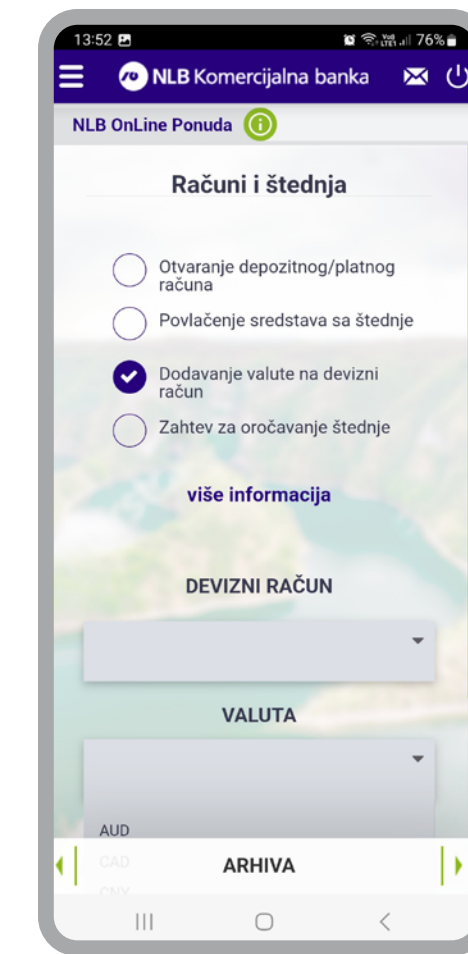 13:52 76%
NLB Komercijalna banka
NLB OnLine Ponuda
Računi i štednja
Otvaranje depozitnog/platnog
računa
Povlačenje sredstava sa štednje
Dodavanje valute na devizni
račun
Zahtev za oročavanje štednje
više informacija
DEVIZNI RAČUN
VALUTA
AUD
CAD
ARHIVA